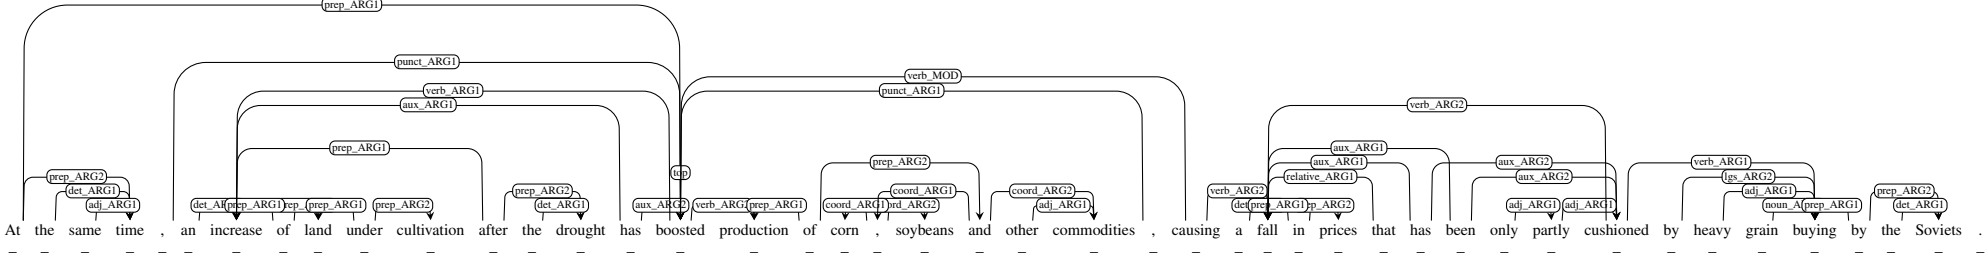 prep_ARG1
punct_ARG1
verb_MOD
verb_ARG1 punct_ARG1
aux_ARG1 verb_ARG2
prep_ARG1 aux_ARG1
prep_ARG2 aux_ARG1 aux_ARG2 verb_ARG1
top
prep_ARG2 relative_ARG1 aux_ARG2 lgs_ARG2
det_ARG1 prep_ARG2 coord_ARG1 coord_ARG2 verb_ARG2 adj_ARG1 prep_ARG2
adj_ARG1 prep_ARG1 prep_ARG1 prep_ARG2 det_ARG1 aux_ARG2 prep_ARG1 coord_ARG1 adj_ARG1 prep_ARG1 adj_ARG1 adj_ARG1 prep_ARG1 det_ARG1
At the same time , an increase of land under cultivation after the drought has boosted production of corn , soybeans and other commodities , causing a fall in prices that has been only partly cushioned by heavy grain buying by the Soviets .